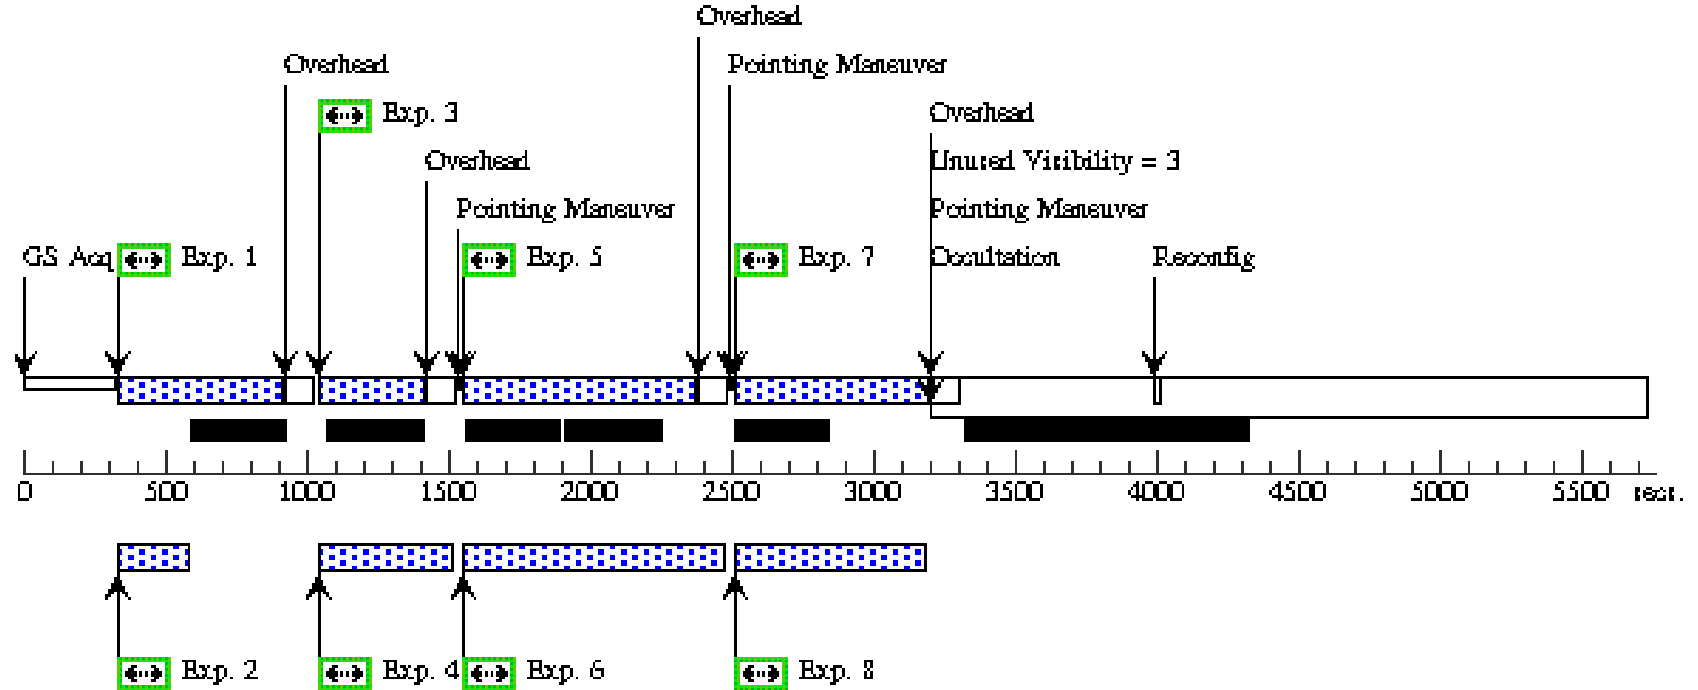 Overhead
Overhead
Pointing Maneuver
Exp. 3
Overhead
Overhead
Unused Visibility = 3
Pointing Maneuver
Pointing Maneuver
GS Acq
Exp. 1
Exp. 5
Exp. 7
Occultation
Reconfig
0 500 1000 1500 2000 2500 3000 3500 4000 4500 5000 5500 secs.
Exp. 2
Exp. 4
Exp. 6
Exp. 8